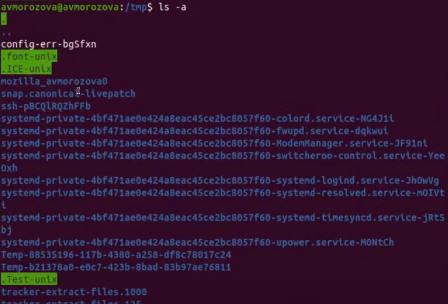 avmorozova@avmorozova:/tmp$ ls -a
.
..
config-err-bgSfxn
.font-unix
.ICE-unix
mozilla_avmorozova0
snap.canonical-livepatch
ssh-pBCQlRQZhFFb
systemd-private-4bf471ae0e424a8eac45ce2bc8057f60-colord.service-NG4J1i
systemd-private-4bf471ae0e424a8eac45ce2bc8057f60-fwupd.service-dqkwui
systemd-private-4bf471ae0e424a8eac45ce2bc8057f60-ModemManager.service-JF91ni
systemd-private-4bf471ae0e424a8eac45ce2bc8057f60-switcheroo-control.service-Yee
Oxh
systemd-private-4bf471ae0e424a8eac45ce2bc8057f60-systemd-logind.service-JhOwVg
systemd-private-4bf471ae0e424a8eac45ce2bc8057f60-systemd-resolved.service-mOIVt
i
systemd-private-4bf471ae0e424a8eac45ce2bc8057f60-systemd-timesyncd.service-jRtS
bj
systemd-private-4bf471ae0e424a8eac45ce2bc8057f60-upower.service-M0NtCh
Temp-88535196-117b-4380-a258-df8c78017c24
Temp-b21378a0-e0c7-423b-8bad-83b97ae76811
.Test-unix
tracker-extract-files.1000
tracker-extract-files.125